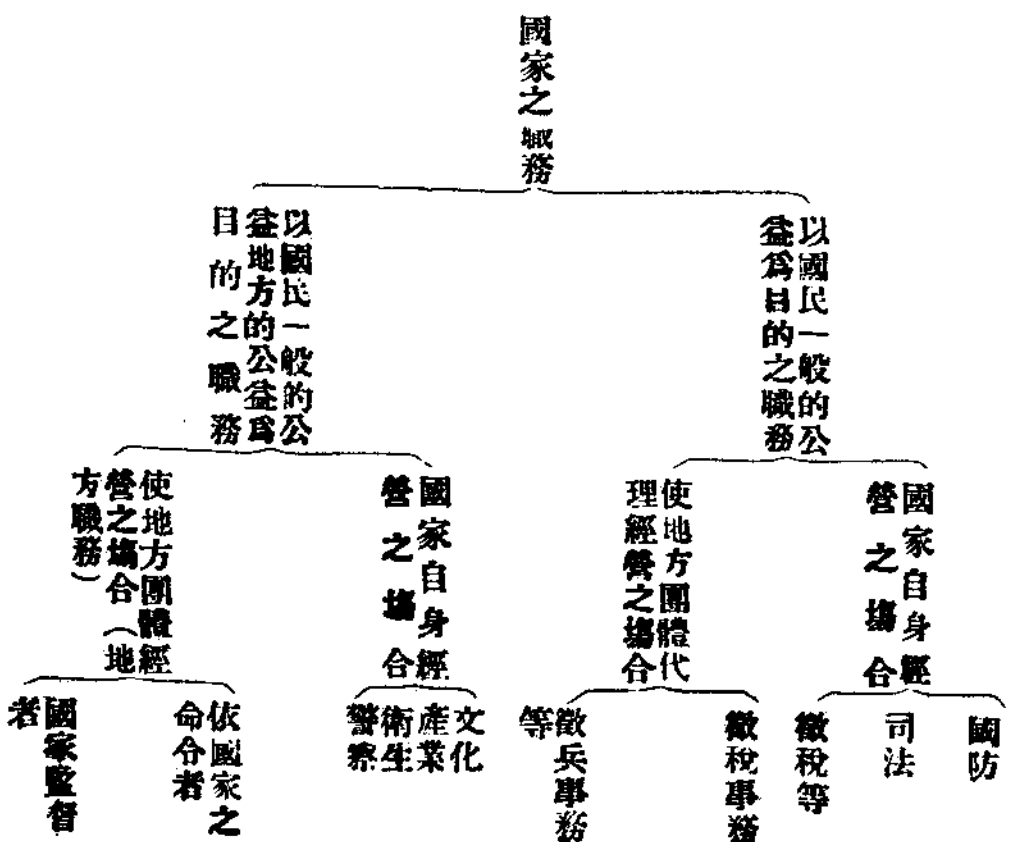 國家之職務
以國民一般的公
益爲目的之職務
國家自身經
營之塲合
國防
司法
徵稅等
使地方團體代
理經營之塲合
徵稅事務
徵兵事務
等
以國民一般的公
益地方的公益爲
目的之職務
國家自身經
營之塲合
文化
產業
衛生
警察
使地方團體經
營之塲合（地
方職務）
依國家之
命令者
國家監督
者